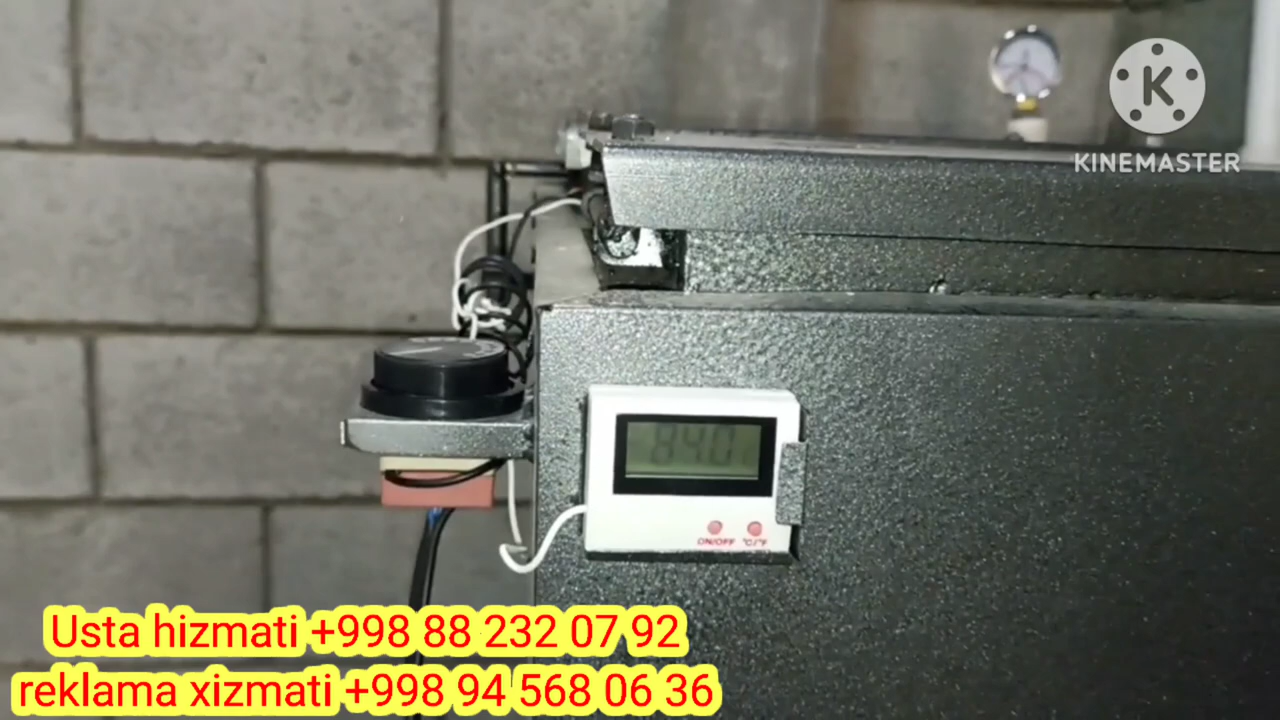 K
KINEMASTER
84.0
ON/OFF °C/°F
Usta hizmati +998 88 232 07 92
reklama xizmati +998 94 568 06 36